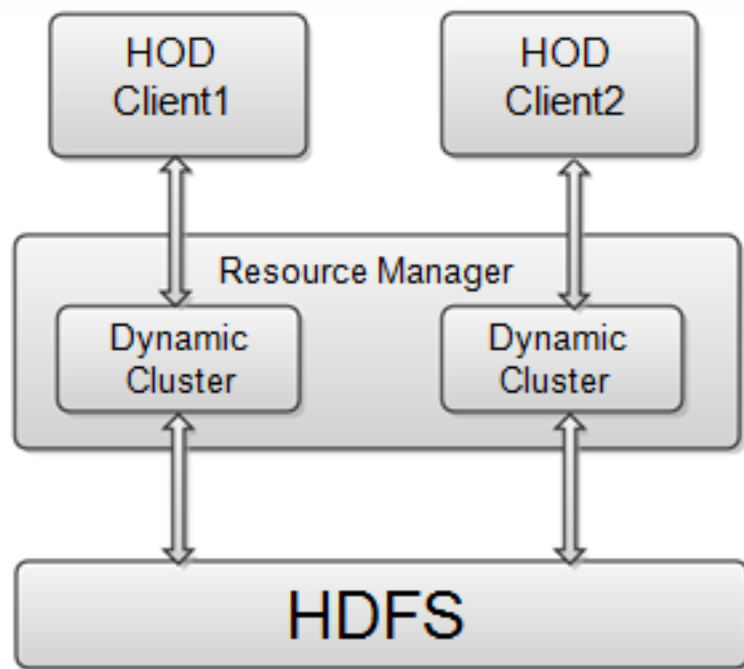 HOD
Client1
HOD
Client2
Resource Manager
Dynamic
Cluster
Dynamic
Cluster
HDFS